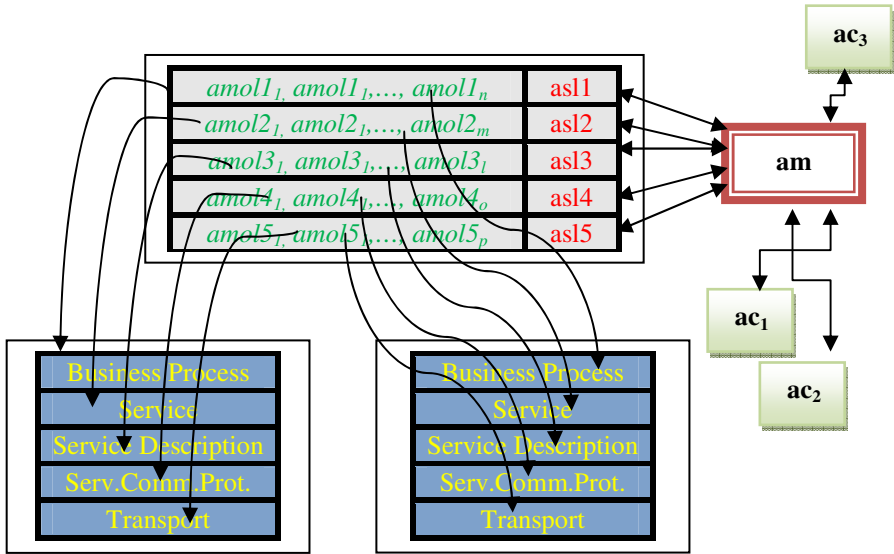 ac3
amol11, amol11,..., amol1n asl1
amol21, amol21,..., amol2m asl2
amol31, amol31,..., amol3l asl3
amol41, amol41,..., amol4o asl4
amol51, amol51,..., amol5p asl5
am
ac1
ac2
Business Process
Service
Service Description
Serv.Comm.Prot.
Transport
Business Process
Service
Service Description
Serv.Comm.Prot.
Transport